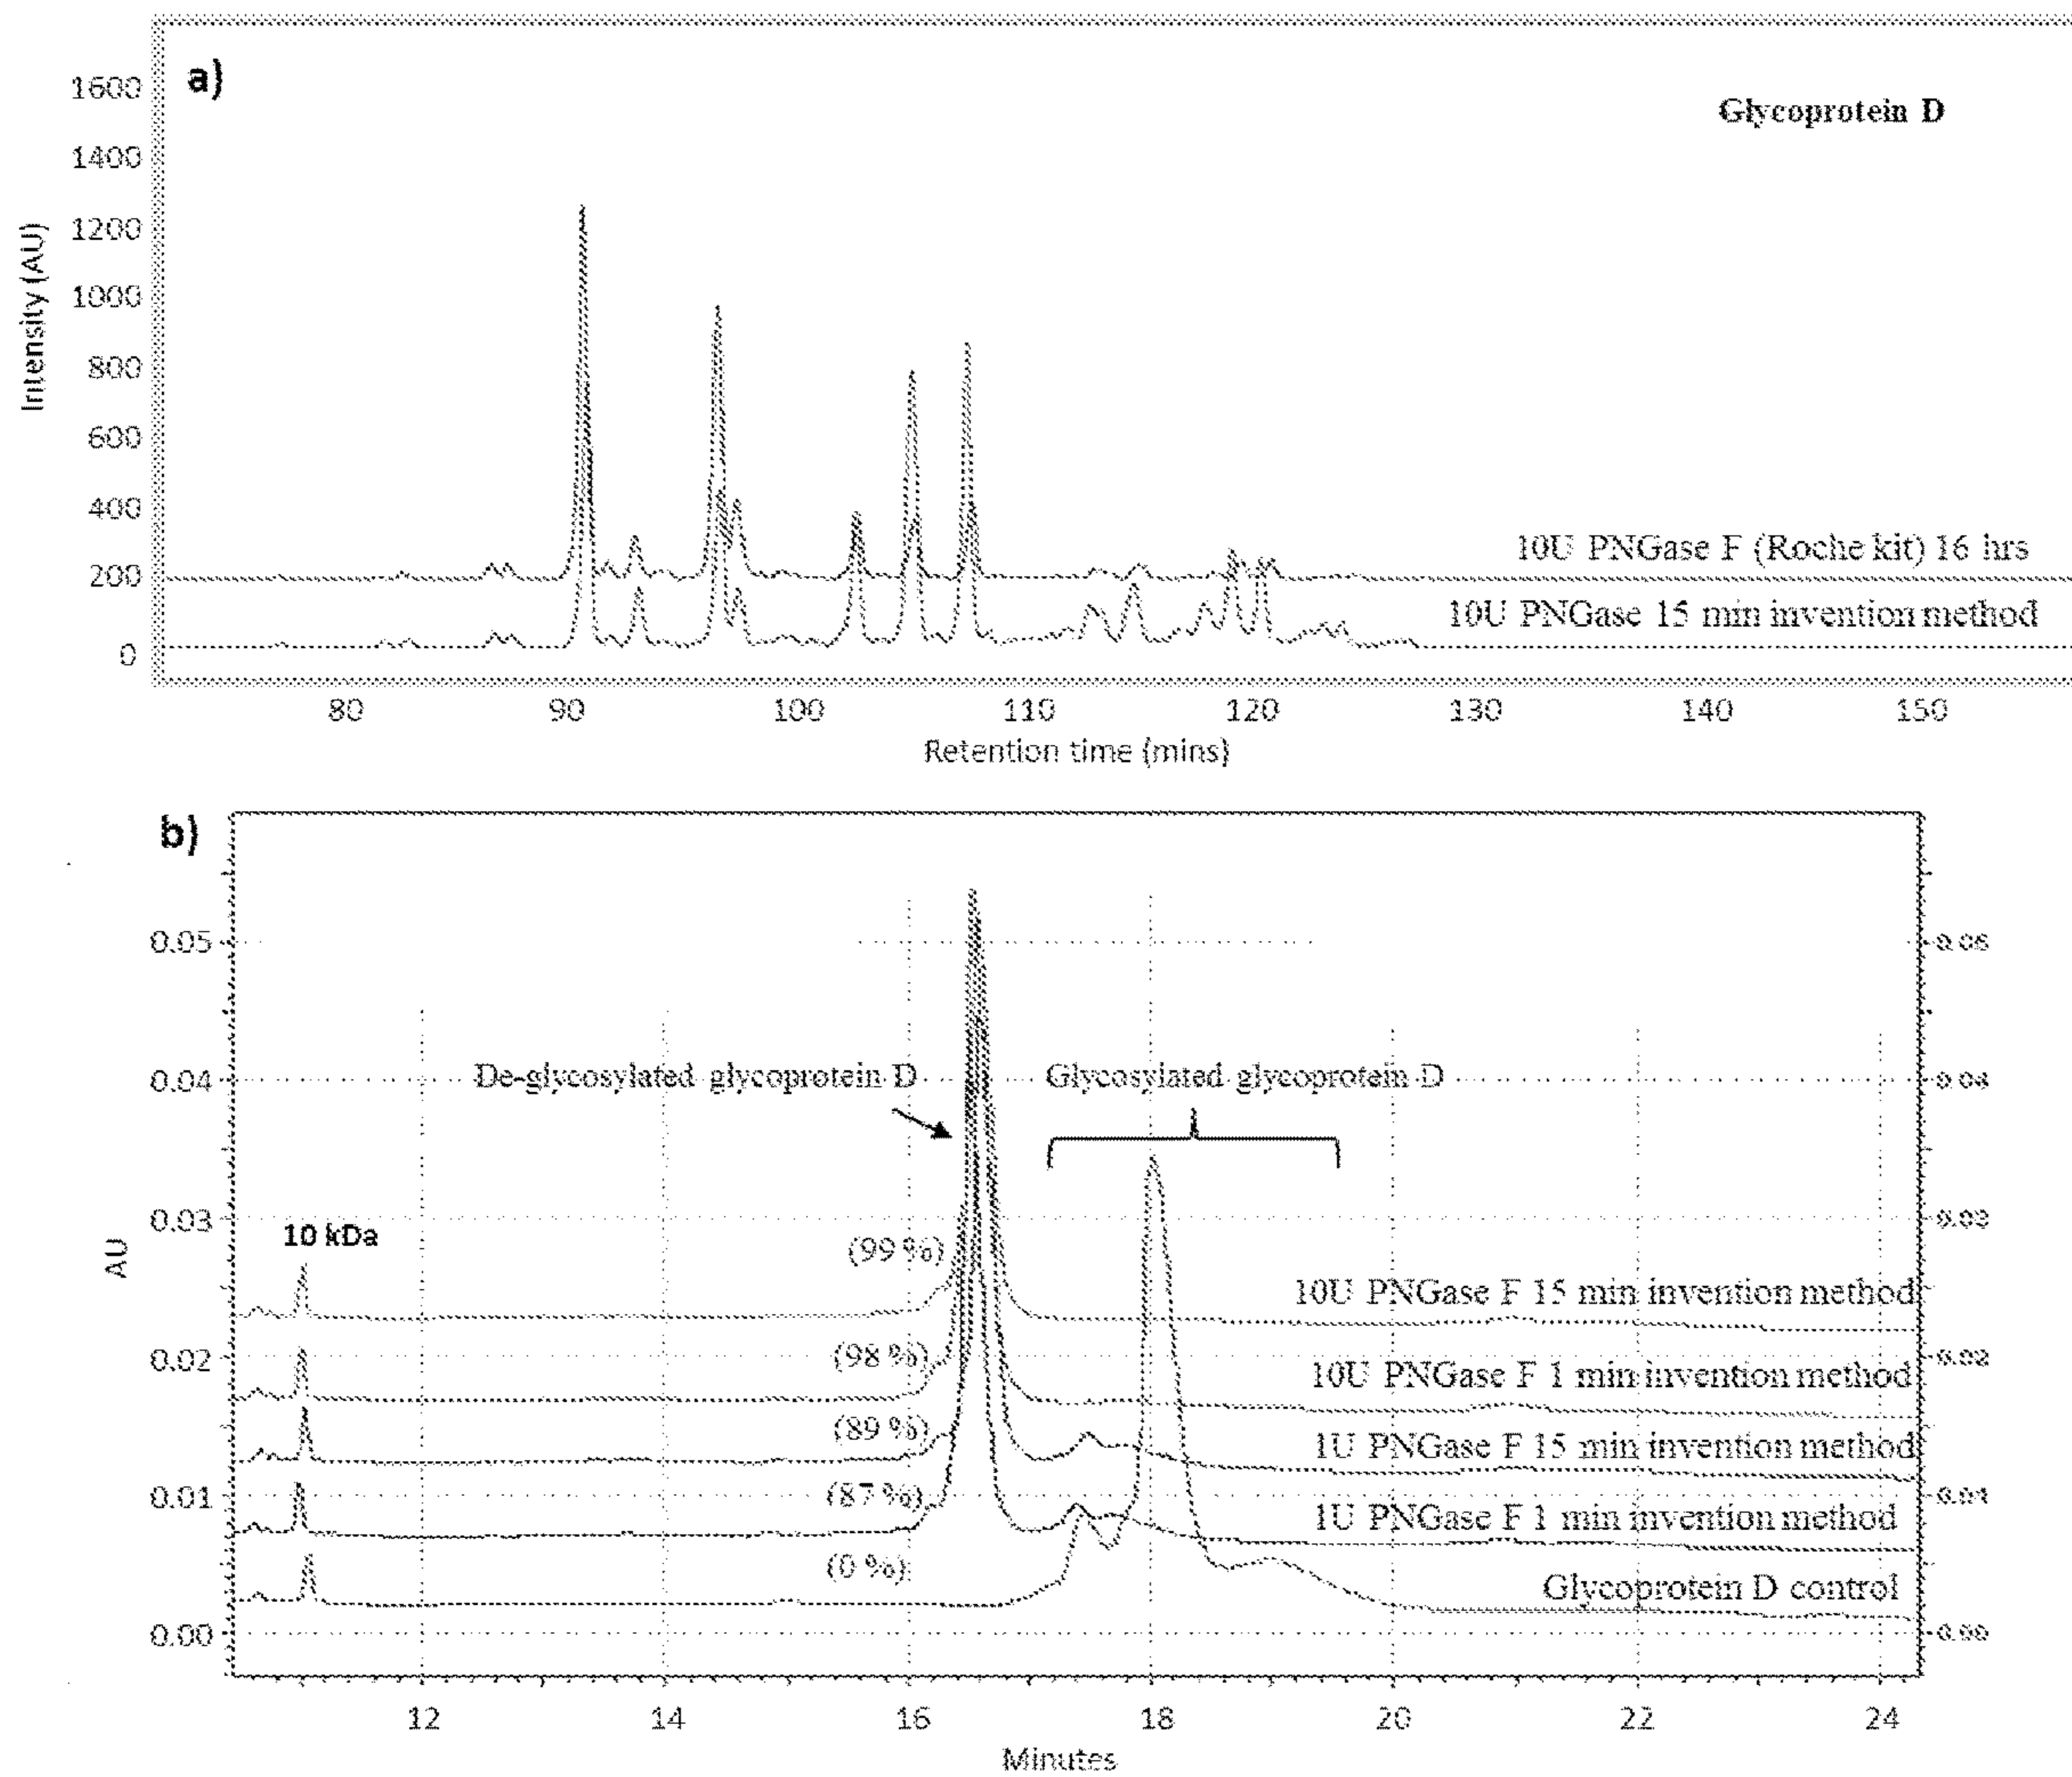 a)
Glycoprotein D
1600
1400
1200
1000
800
600
400
200
0
Intensity (AU)
10U PNGase F (Roche kit) 16 hrs
10U PNGase 15 min invention method
80 90 100 110 120 130 140 150
Retention time (mins)
b)
0.05
0.04
0.03
0.02
0.01
0.00
AU
De-glycosylated glycoprotein D
Glycosylated glycoprotein D
10 kDa
(99 %)
10U PNGase F 15 min invention method
(98 %)
10U PNGase F 1 min invention method
(89 %)
1U PNGase F 15 min invention method
(87 %)
1U PNGase F 1 min invention method
(0 %)
Glycoprotein D control
12 14 16 18 20 22 24
Minutes